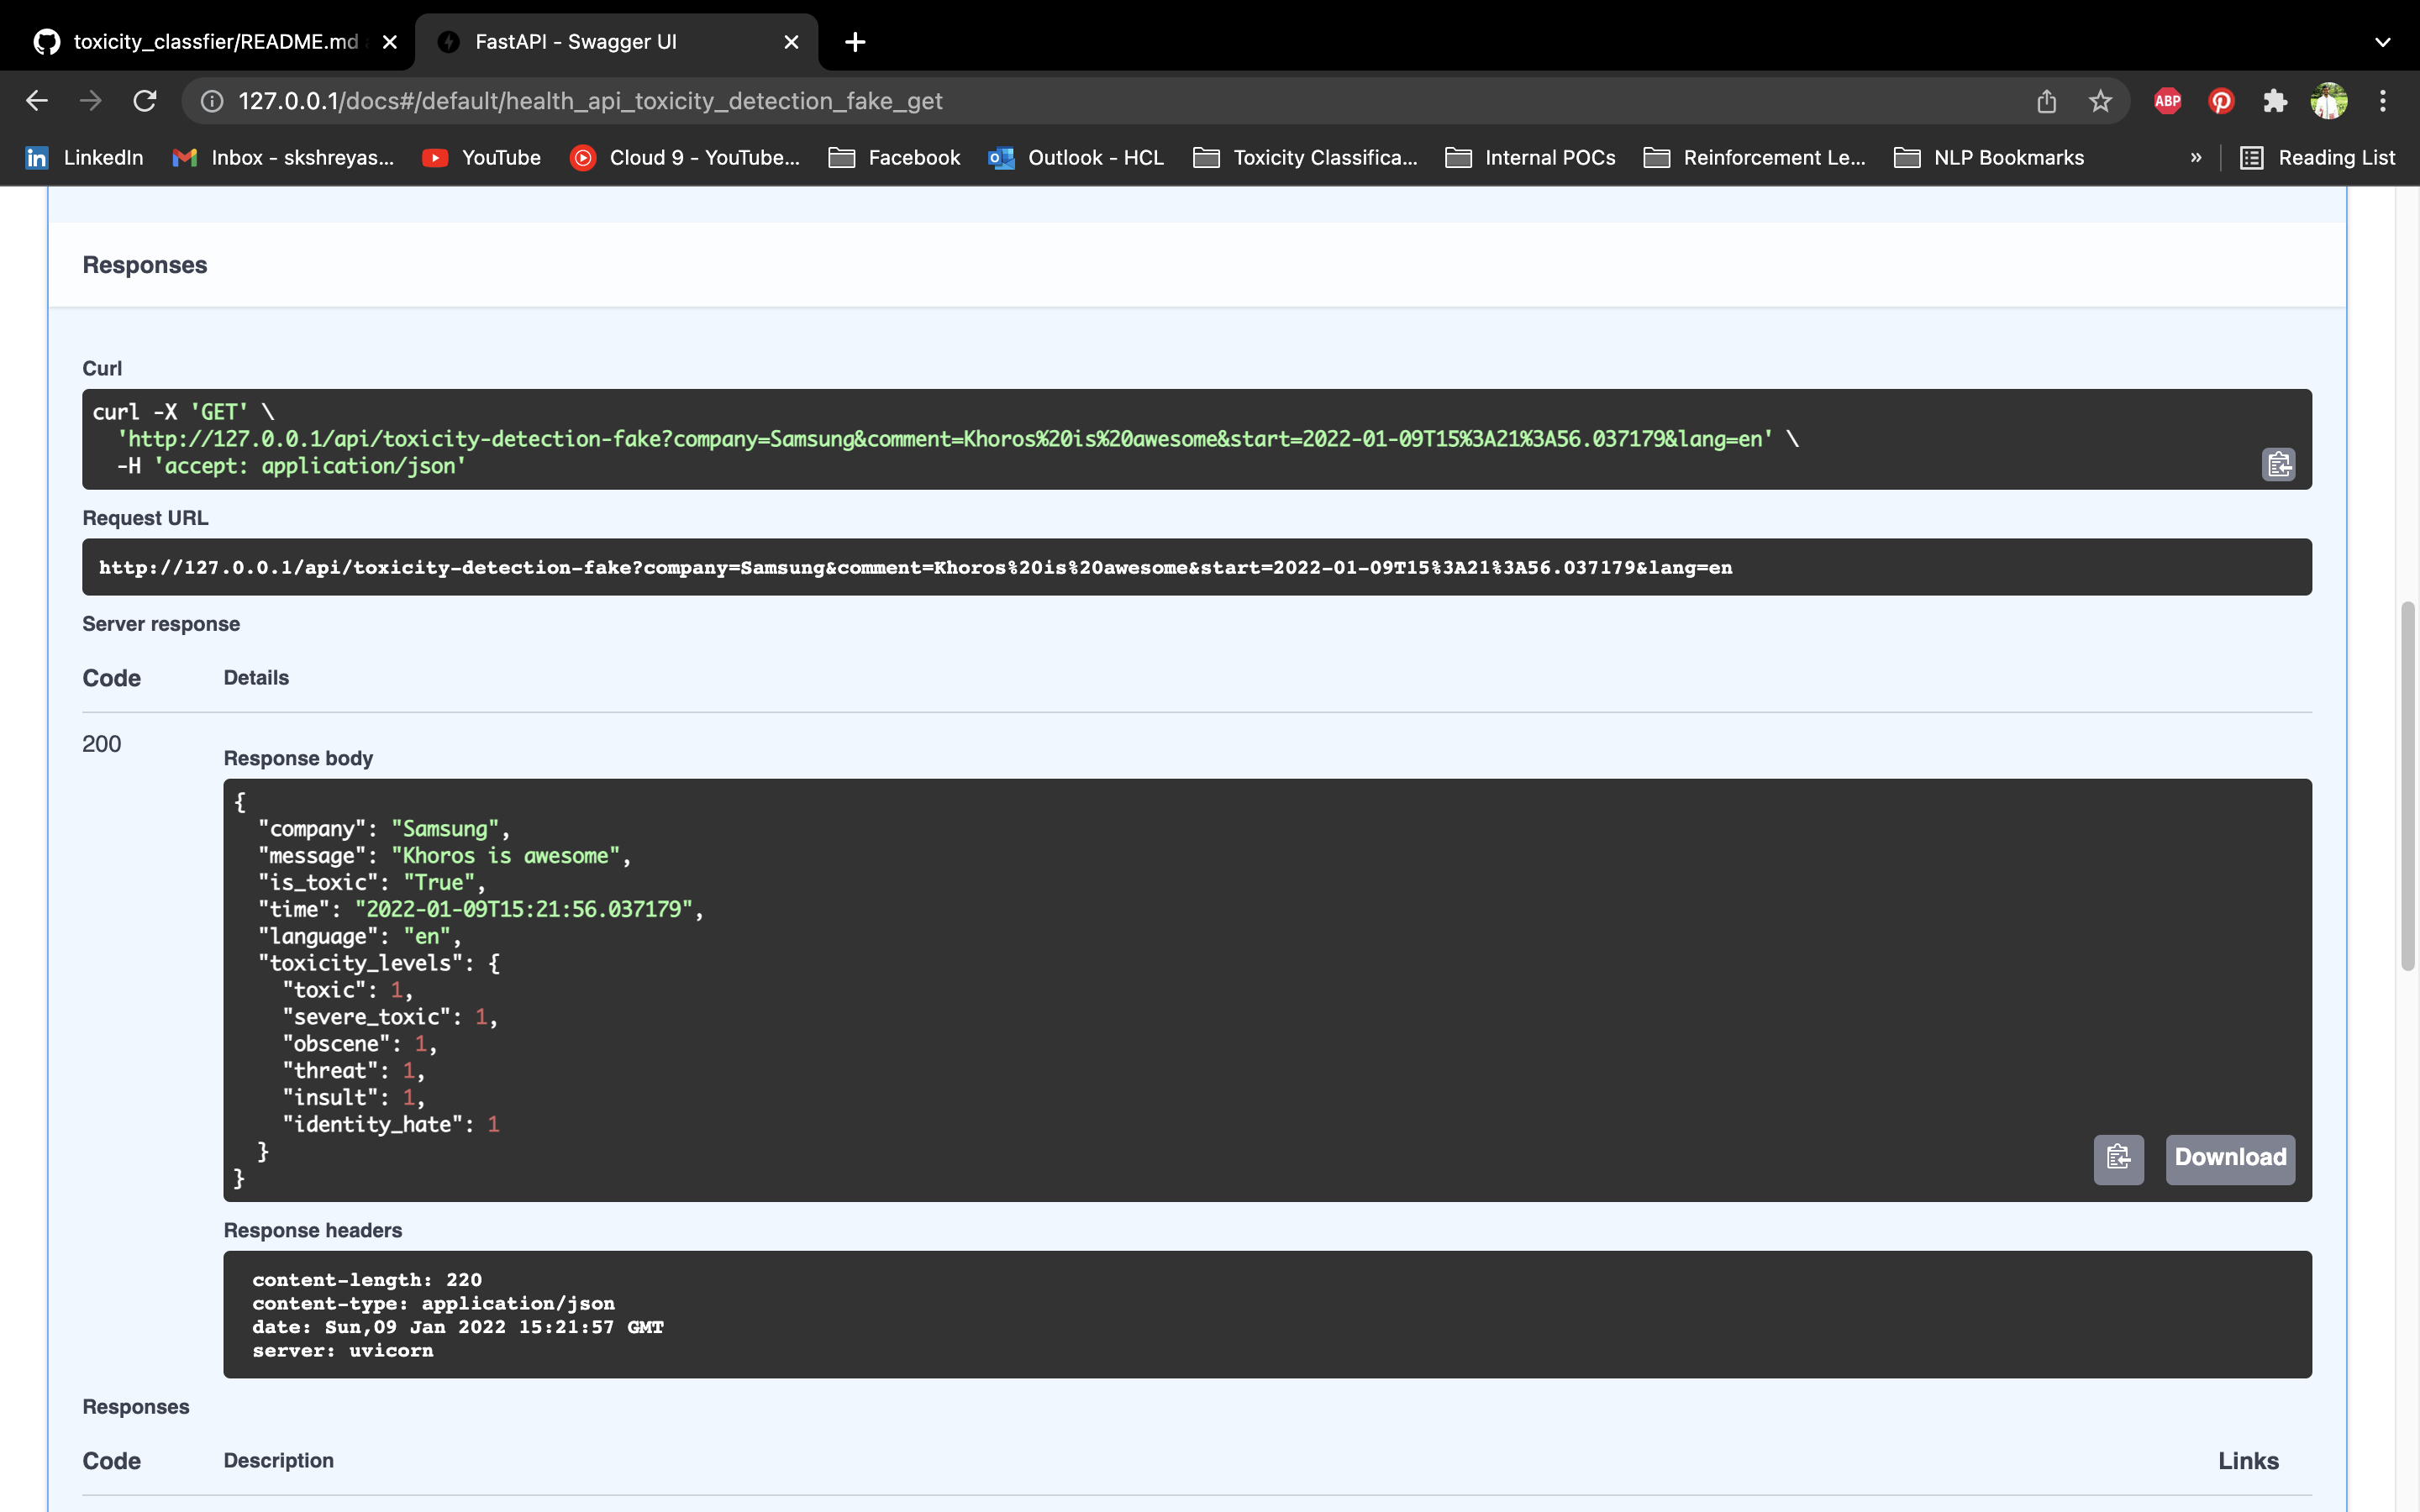 toxicity_classfier/README.md
FastAPI - Swagger UI
127.0.0.1/docs#/default/health_api_toxicity_detection_fake_get
ABP
LinkedIn
Inbox - skshreyas...
YouTube
Cloud 9 - YouTube...
Facebook
Outlook - HCL
Toxicity Classifica...
Internal POCs
Reinforcement Le...
NLP Bookmarks
»
Reading List
Responses
Curl
curl -X 'GET' \
'http://127.0.0.1/api/toxicity-detection-fake?company=Samsung&comment=Khoros%20is%20awesome&start=2022-01-09T15%3A21%3A56.037179&lang=en' \
-H 'accept: application/json'
Request URL
http://127.0.0.1/api/toxicity-detection-fake?company=Samsung&comment=Khoros%20is%20awesome&start=2022-01-09T15%3A21%3A56.037179&lang=en
Server response
Code Details
200
Response body
{
"company": "Samsung",
"message": "Khoros is awesome",
"is_toxic": "True",
"time": "2022-01-09T15:21:56.037179",
"language": "en",
"toxicity_levels": {
"toxic": 1,
"severe_toxic": 1,
"obscene": 1,
"threat": 1,
"insult": 1,
"identity_hate": 1
}
}
Download
Response headers
content-length: 220
content-type: application/json
date: Sun,09 Jan 2022 15:21:57 GMT
server: uvicorn
Responses
Code Description Links